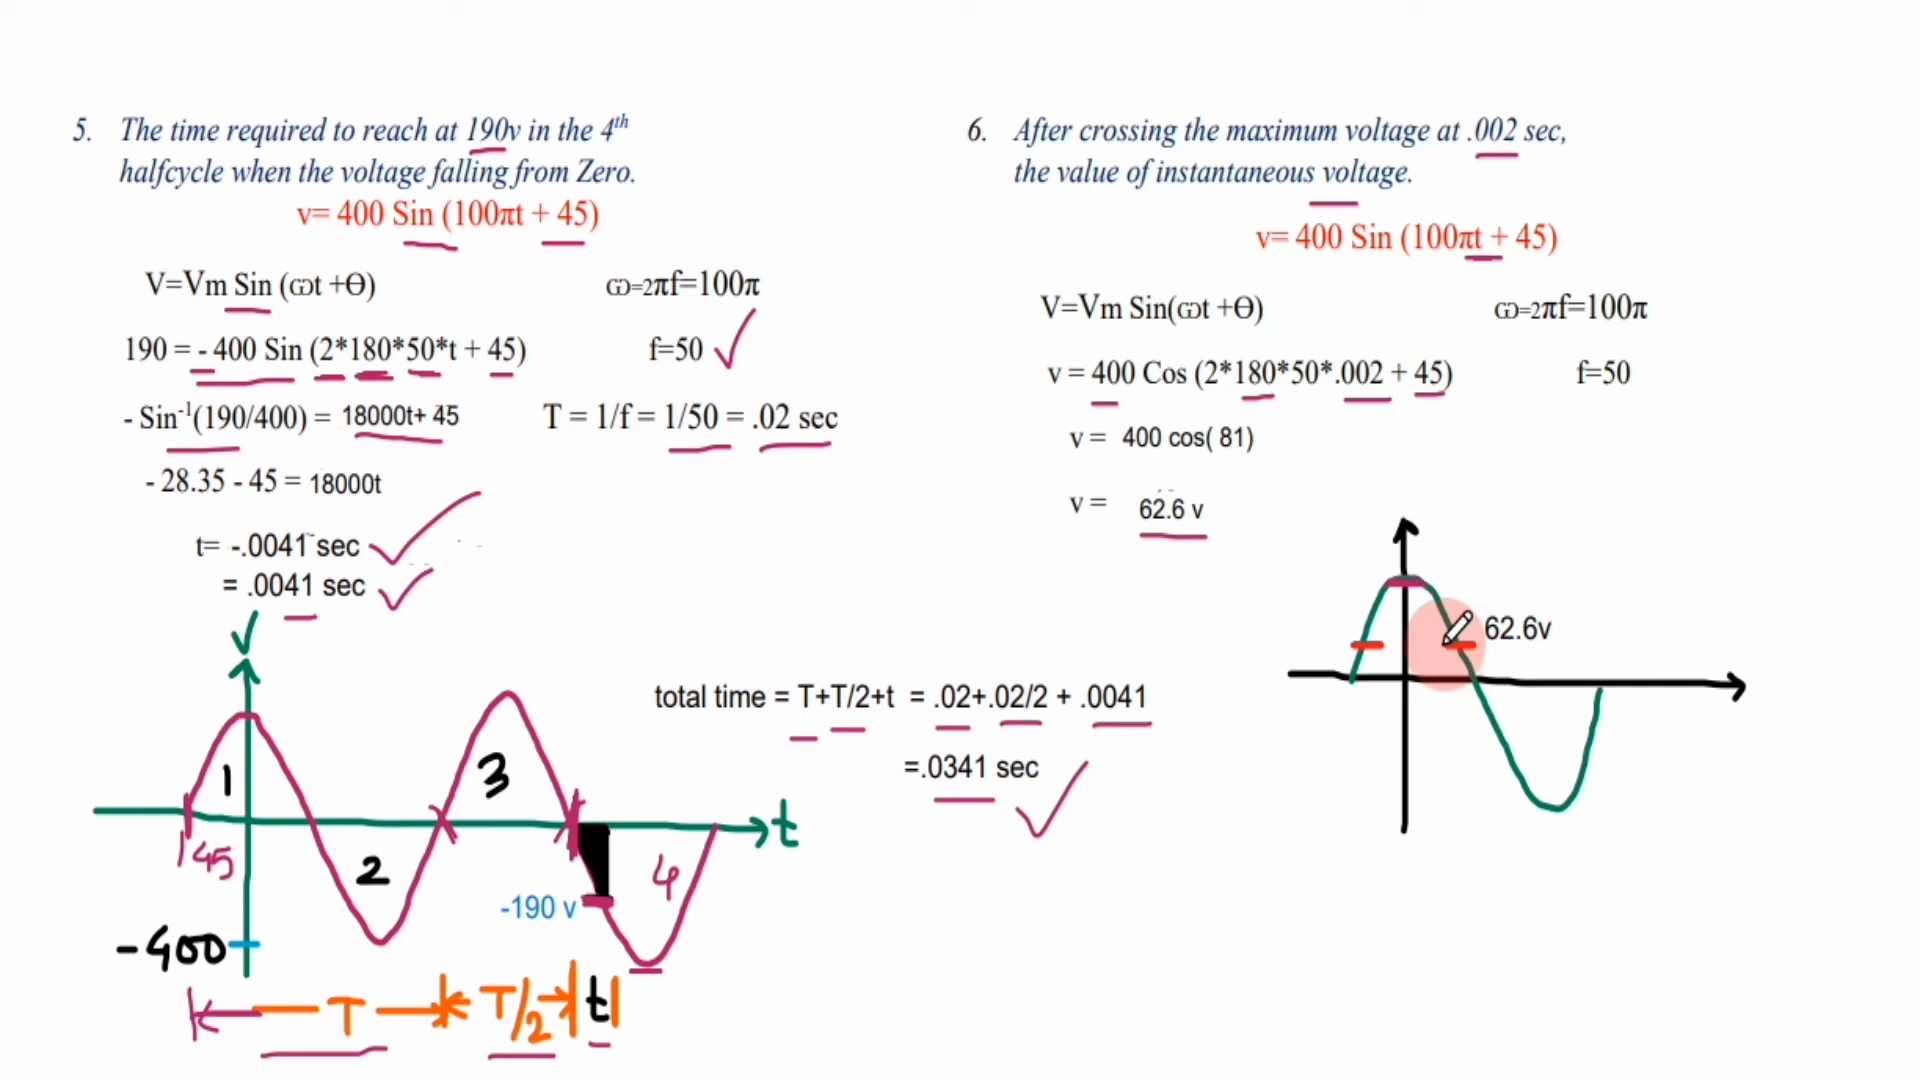 5. The time required to reach at 190v in the 4th
halfcycle when the voltage falling from Zero.
v= 400 Sin (100πt + 45)
V=Vm Sin (ѡt +Ө) ѡ=2πf=100π
190 = - 400 Sin (2*180*50*t + 45) f=50
- Sin-1(190/400) = 18000t+ 45 T = 1/f = 1/50 = .02 sec
- 28.35 - 45 = 18000t
t= -.0041 sec
= .0041 sec
total time = T+T/2+t = .02+.02/2 + .0041
=.0341 sec
1
3
t
45
2
4
-190 v
-400
T T/2 t
6. After crossing the maximum voltage at .002 sec,
the value of instantaneous voltage.
v= 400 Sin (100πt + 45)
V=Vm Sin(ѡt +Ө) ѡ=2πf=100π
v = 400 Cos (2*180*50*.002 + 45) f=50
v = 400 cos( 81)
v = 62.6 v
62.6v